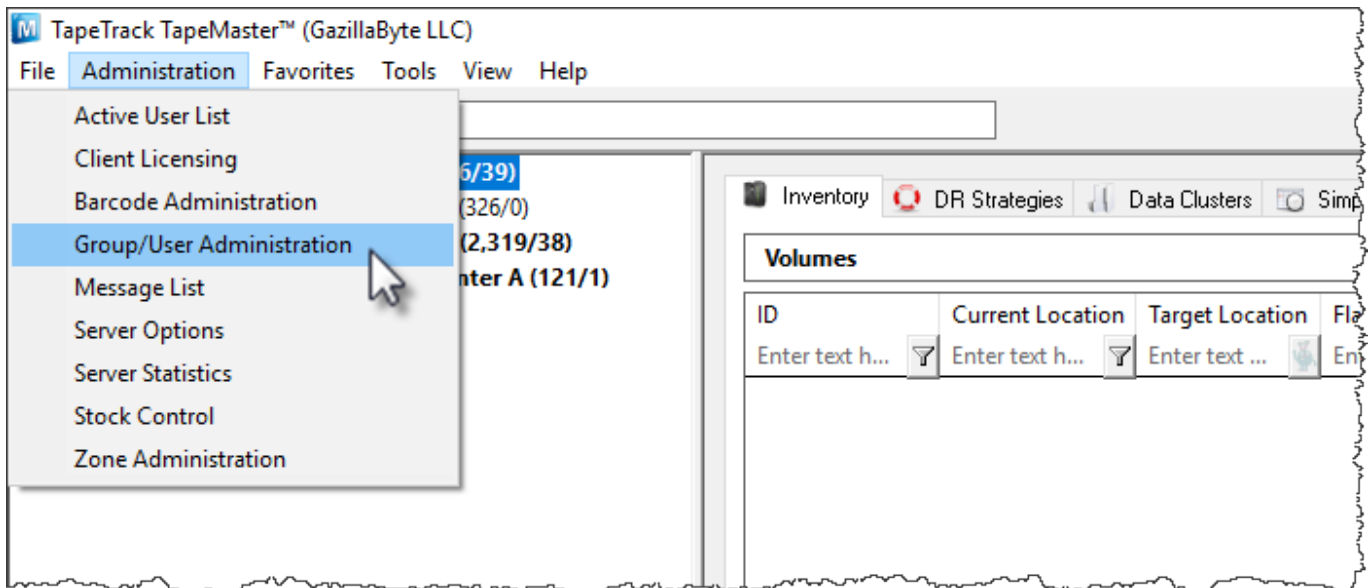 TapeTrack TapeMaster™ (GazillaByte LLC)
File Administration Favorites Tools View Help
Active User List
Client Licensing
Barcode Administration
Group/User Administration
Message List
Server Options
Server Statistics
Stock Control
Zone Administration
6/39)
(326/0)
(2,319/38)
nter A (121/1)
Inventory DR Strategies Data Clusters Simp
Volumes
ID Current Location Target Location Fla
Enter text h... Enter text h... Enter text ... En